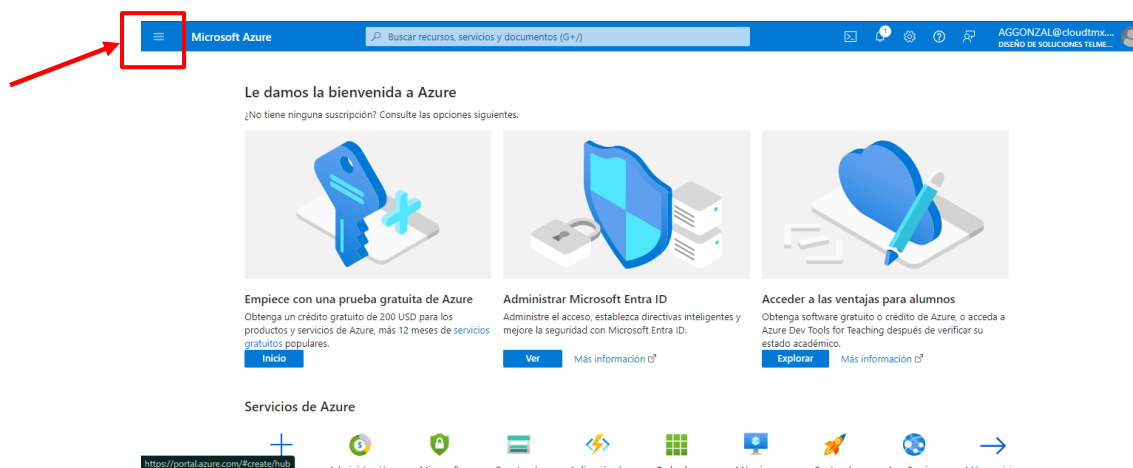 Microsoft Azure
Buscar recursos, servicios y documentos (G+/)
1
AGGONZAL@cloudtmx....
DISEÑO DE SOLUCIONES TELME...
Le damos la bienvenida a Azure
¿No tiene ninguna suscripción? Consulte las opciones siguientes.
Empiece con una prueba gratuita de Azure
Obtenga un crédito gratuito de 200 USD para los
productos y servicios de Azure, más 12 meses de servicios
gratuitos populares.
Inicio
Administrar Microsoft Entra ID
Administre el acceso, establezca directivas inteligentes y
mejore la seguridad con Microsoft Entra ID.
Ver Más información
Acceder a las ventajas para alumnos
Obtenga software gratuito o crédito de Azure, o acceda a
Azure Dev Tools for Teaching después de verificar su
estado académico.
Explorar Más información
Servicios de Azure
https://portal.azure.com/#create/hub